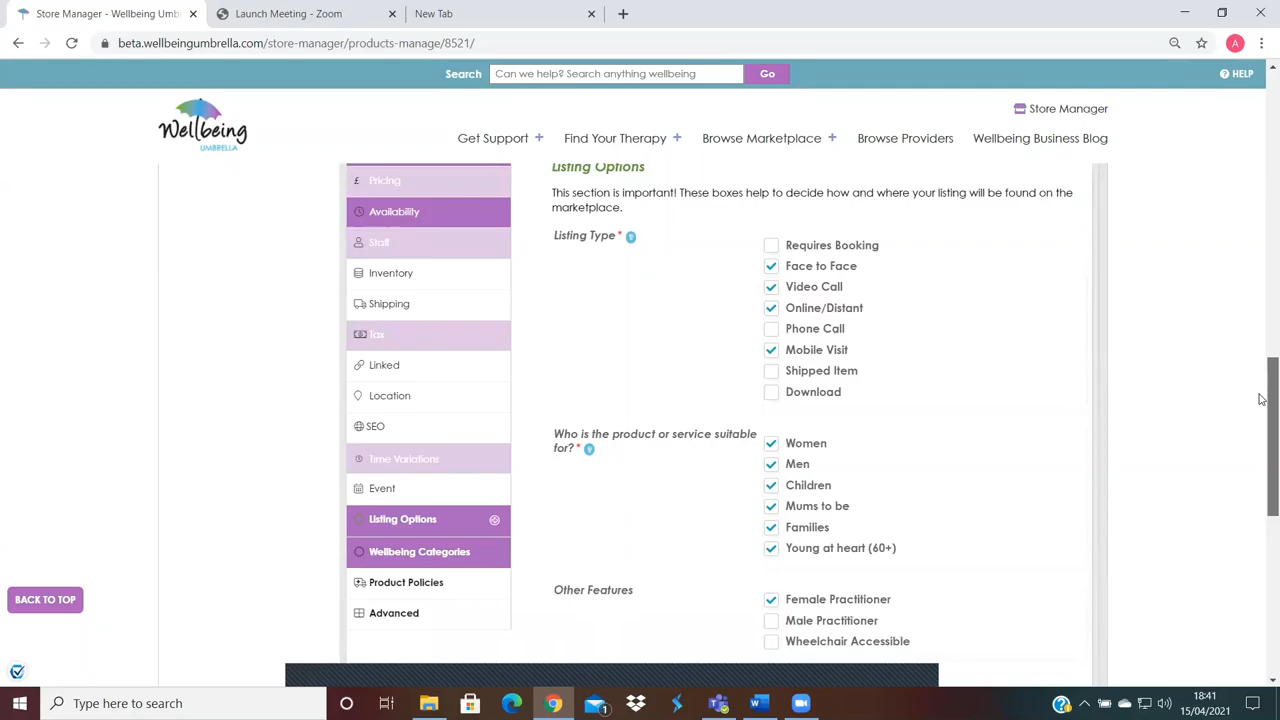 Store Manager - Wellbeing Umb
Launch Meeting - Zoom
New Tab
beta.wellbeingumbrella.com/store-manager/products-manage/8521/
A
Search
Can we help? Search anything wellbeing
Go
HELP
Wellbeing
UMBRELLA
Store Manager
Get Support +
Find Your Therapy +
Browse Marketplace +
Browse Providers
Wellbeing Business Blog
£ Pricing
Availability
Staff
Inventory
Shipping
Tax
Linked
Location
SEO
Time Variations
Event
Listing Options
Wellbeing Categories
Product Policies
Advanced
Listing Options
This section is important! These boxes help to decide how and where your listing will be found on the
marketplace.
Listing Type *
Requires Booking
Face to Face
Video Call
Online/Distant
Phone Call
Mobile Visit
Shipped Item
Download
Who is the product or service suitable
for? *
Women
Men
Children
Mums to be
Families
Young at heart (60+)
Other Features
Female Practitioner
Male Practitioner
Wheelchair Accessible
BACK TO TOP
Type here to search
1
18:41
15/04/2021